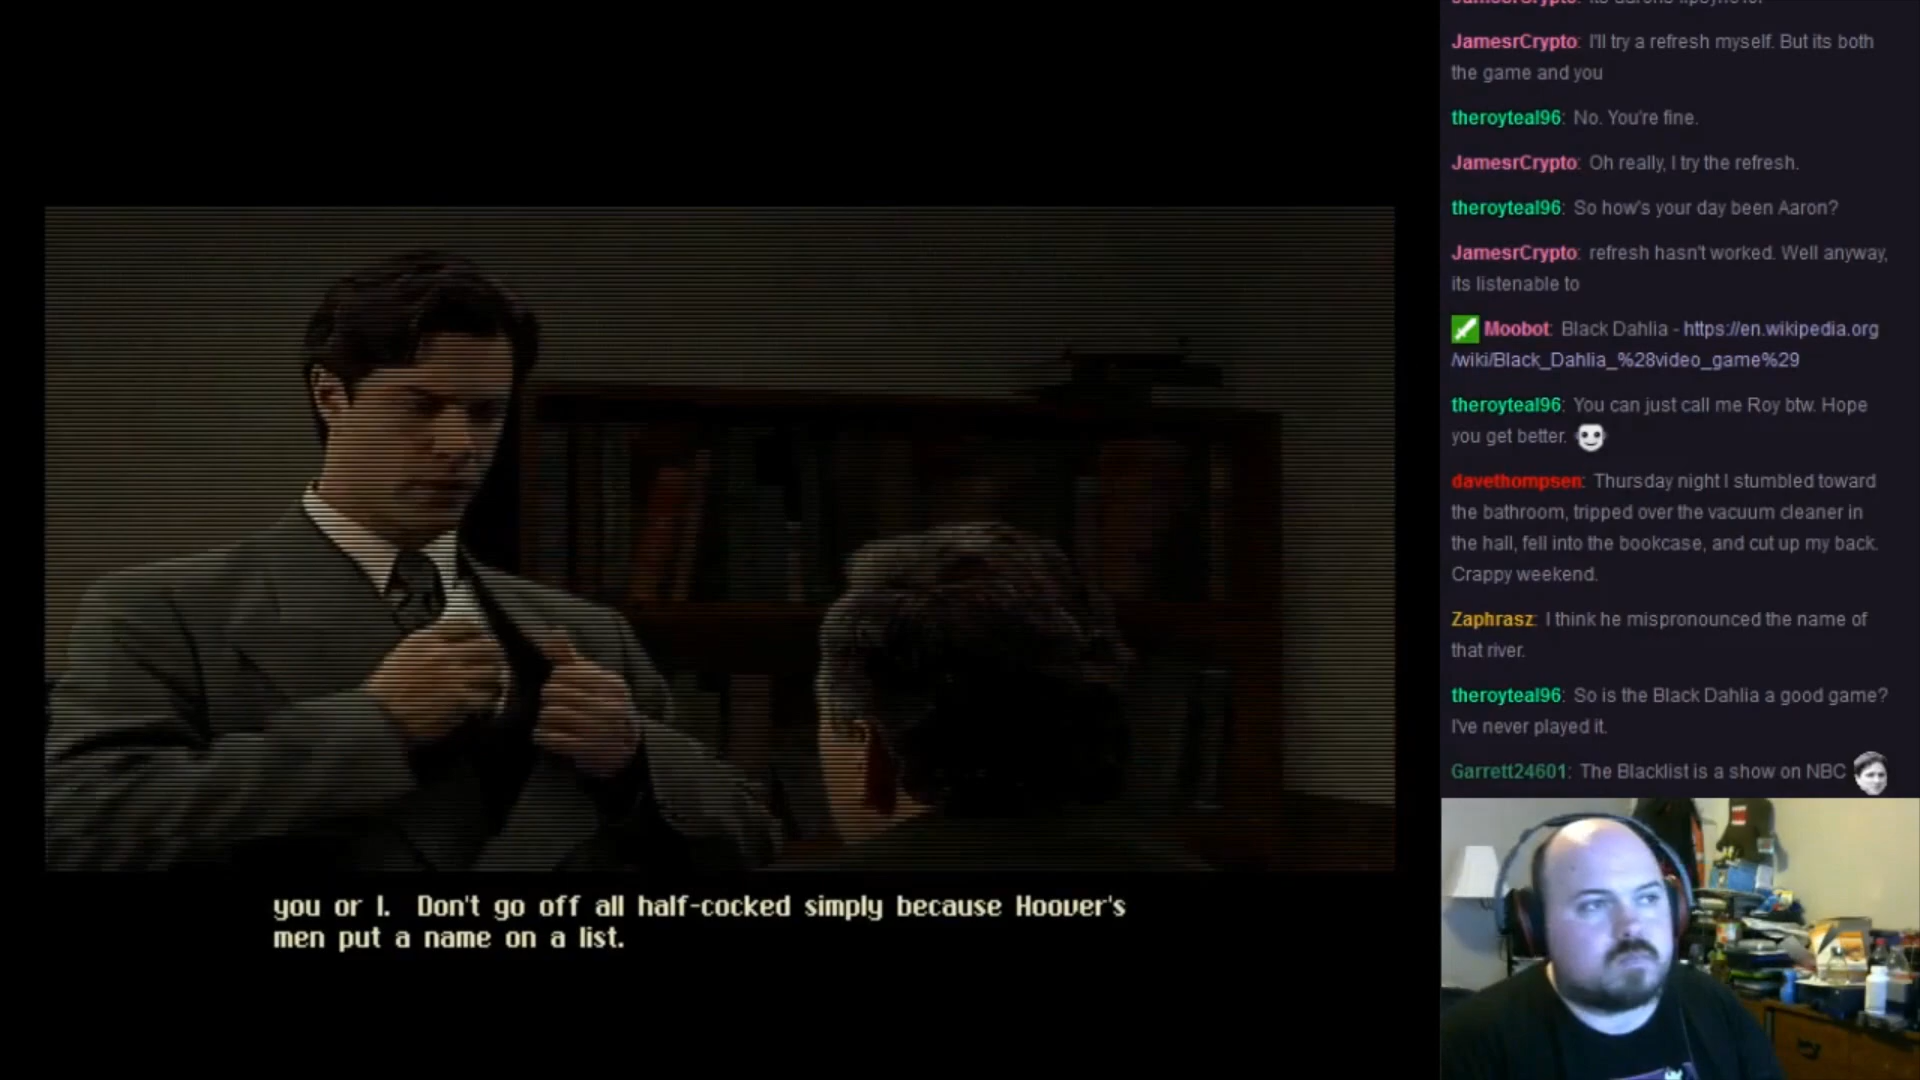 you or I. Don't go off all half-cocked simply because Hoover's
men put a name on a list.
JamesrCrypto:
JamesrCrypto: I'll try a refresh myself. But its both
the game and you
theroyteal96: No. You're fine.
JamesrCrypto: Oh really, I try the refresh.
theroyteal96: So how's your day been Aaron?
JamesrCrypto: refresh hasn't worked. Well anyway,
its listenable to
Moobot: Black Dahlia - https://en.wikipedia.org
/wiki/Black_Dahlia_%28video_game%29
theroyteal96: You can just call me Roy btw. Hope
you get better.
davethompsen: Thursday night I stumbled toward
the bathroom, tripped over the vacuum cleaner in
the hall, fell into the bookcase, and cut up my back.
Crappy weekend.
Zaphrasz: I think he mispronounced the name of
that river.
theroyteal96: So is the Black Dahlia a good game?
I've never played it.
Garrett24601: The Blacklist is a show on NBC